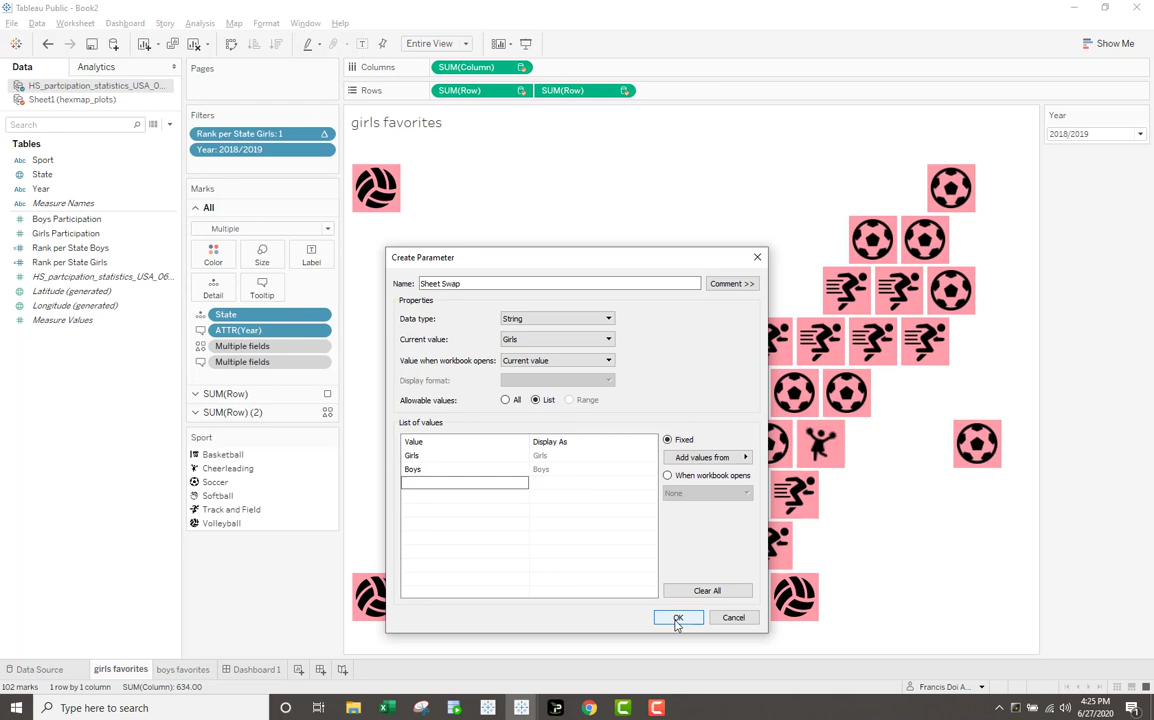 Tableau Public - Book2
File Data Worksheet Dashboard Story Analysis Map Format Window Help
Entire View
Show Me
Data Analytics
HS_partcipation_statistics_USA_0...
Sheet1 (hexmap_plots)
Search
Tables
Abc Sport
State
Abc Year
Abc Measure Names
Boys Participation
Girls Participation
Rank per State Boys
Rank per State Girls
HS_partcipation_statistics_USA_06...
Latitude (generated)
Longitude (generated)
Measure Values
Pages
Filters
Rank per State Girls: 1
Year: 2018/2019
Marks
All
Multiple
Color Size Label
Detail Tooltip
State
ATTR(Year)
Multiple fields
Multiple fields
SUM(Row)
SUM(Row) (2)
Sport
Basketball
Cheerleading
Soccer
Softball
Track and Field
Volleyball
Columns SUM(Column)
Rows SUM(Row) SUM(Row)
girls favorites
Year
2018/2019
Create Parameter
Name: Sheet Swap Comment >>
Properties
Data type: String
Current value: Girls
Value when workbook opens: Current value
Display format:
Allowable values: All List Range
List of values
Value Display As
Girls Girls
Boys Boys
Fixed
Add values from
When workbook opens
None
Clear All
OK Cancel
Data Source girls favorites boys favorites Dashboard 1
102 marks 1 row by 1 column SUM(Column): 634.00
Francis Doi A...
Type here to search
4:25 PM
6/27/2020